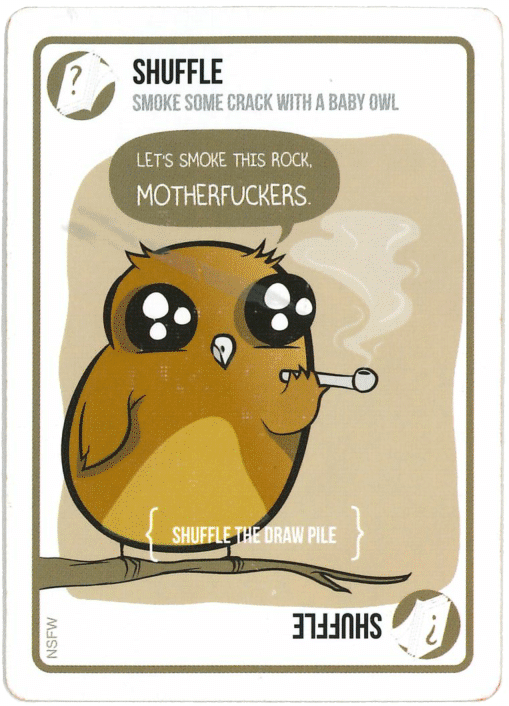 ?
SHUFFLE
SMOKE SOME CRACK WITH A BABY OWL
LET'S SMOKE THIS ROCK,
MOTHERFUCKERS.
{ SHUFFLE THE DRAW PILE }
SHUFFLE
?
NSFW